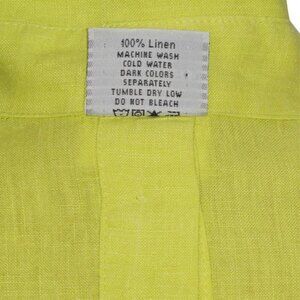 100% Linen
MACHINE WASH
COLD WATER
DARK COLORS
SEPARATELY
TUMBLE DRY LOW
DO NOT BLEACH